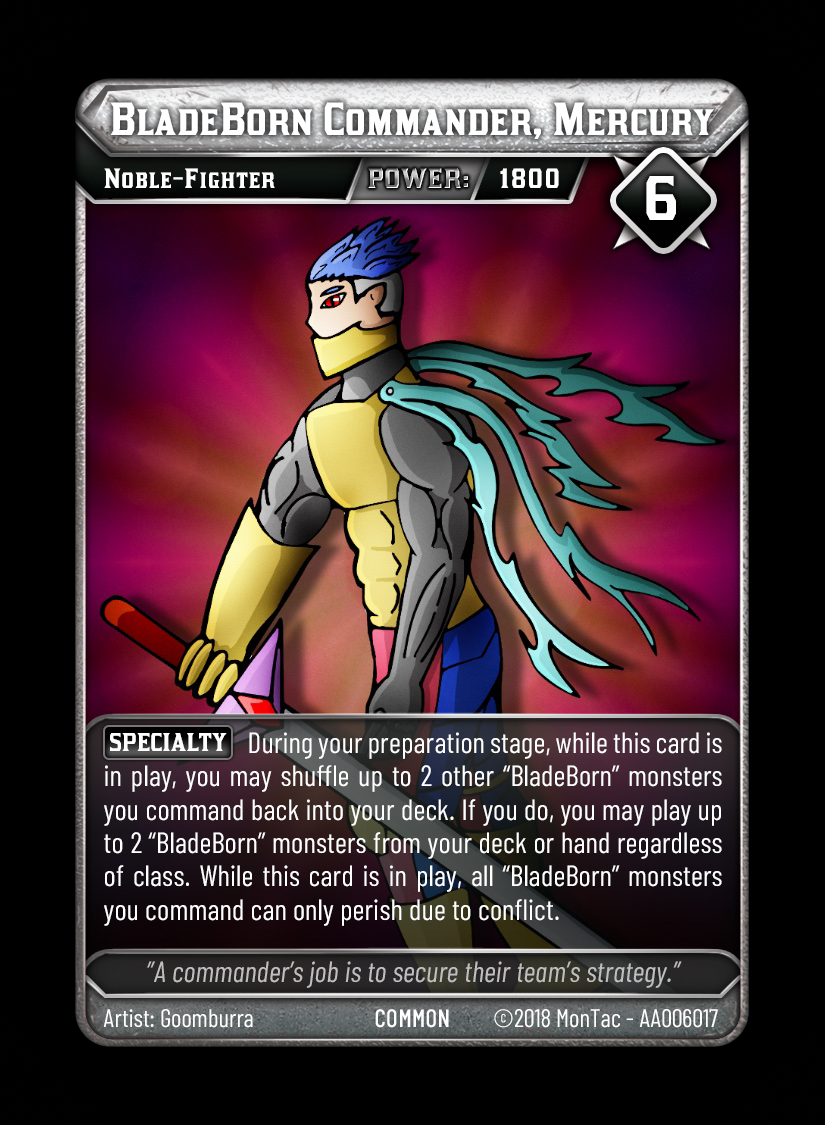 BladeBorn Commander, Mercury
Noble-Fighter POWER: 1800 6
SPECIALTY During your preparation stage, while this card is
in play, you may shuffle up to 2 other “BladeBorn” monsters
you command back into your deck. If you do, you may play up
to 2 “BladeBorn” monsters from your deck or hand regardless
of class. While this card is in play, all “BladeBorn” monsters
you command can only perish due to conflict.
“A commander’s job is to secure their team’s strategy.”
Artist: Goomburra COMMON ©2018 MonTac - AA006017